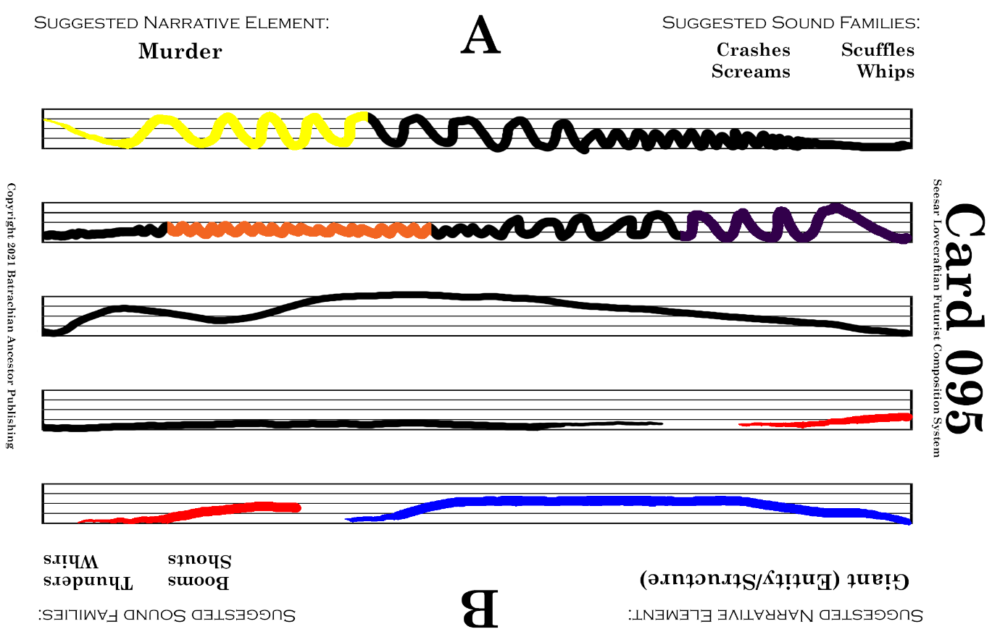 Suggested Narrative Element:
Murder
A
Suggested Sound Families:
Crashes Scuffles
Screams Whips
Copyright 2021 Batrachian Ancestor Publishing
Card 095
Seesar Lovecraftian Futurist Composition System
B
Suggested Narrative Element:
Giant (Entity/Structure)
Suggested Sound Families:
Booms Thunders
Shouts Whirs